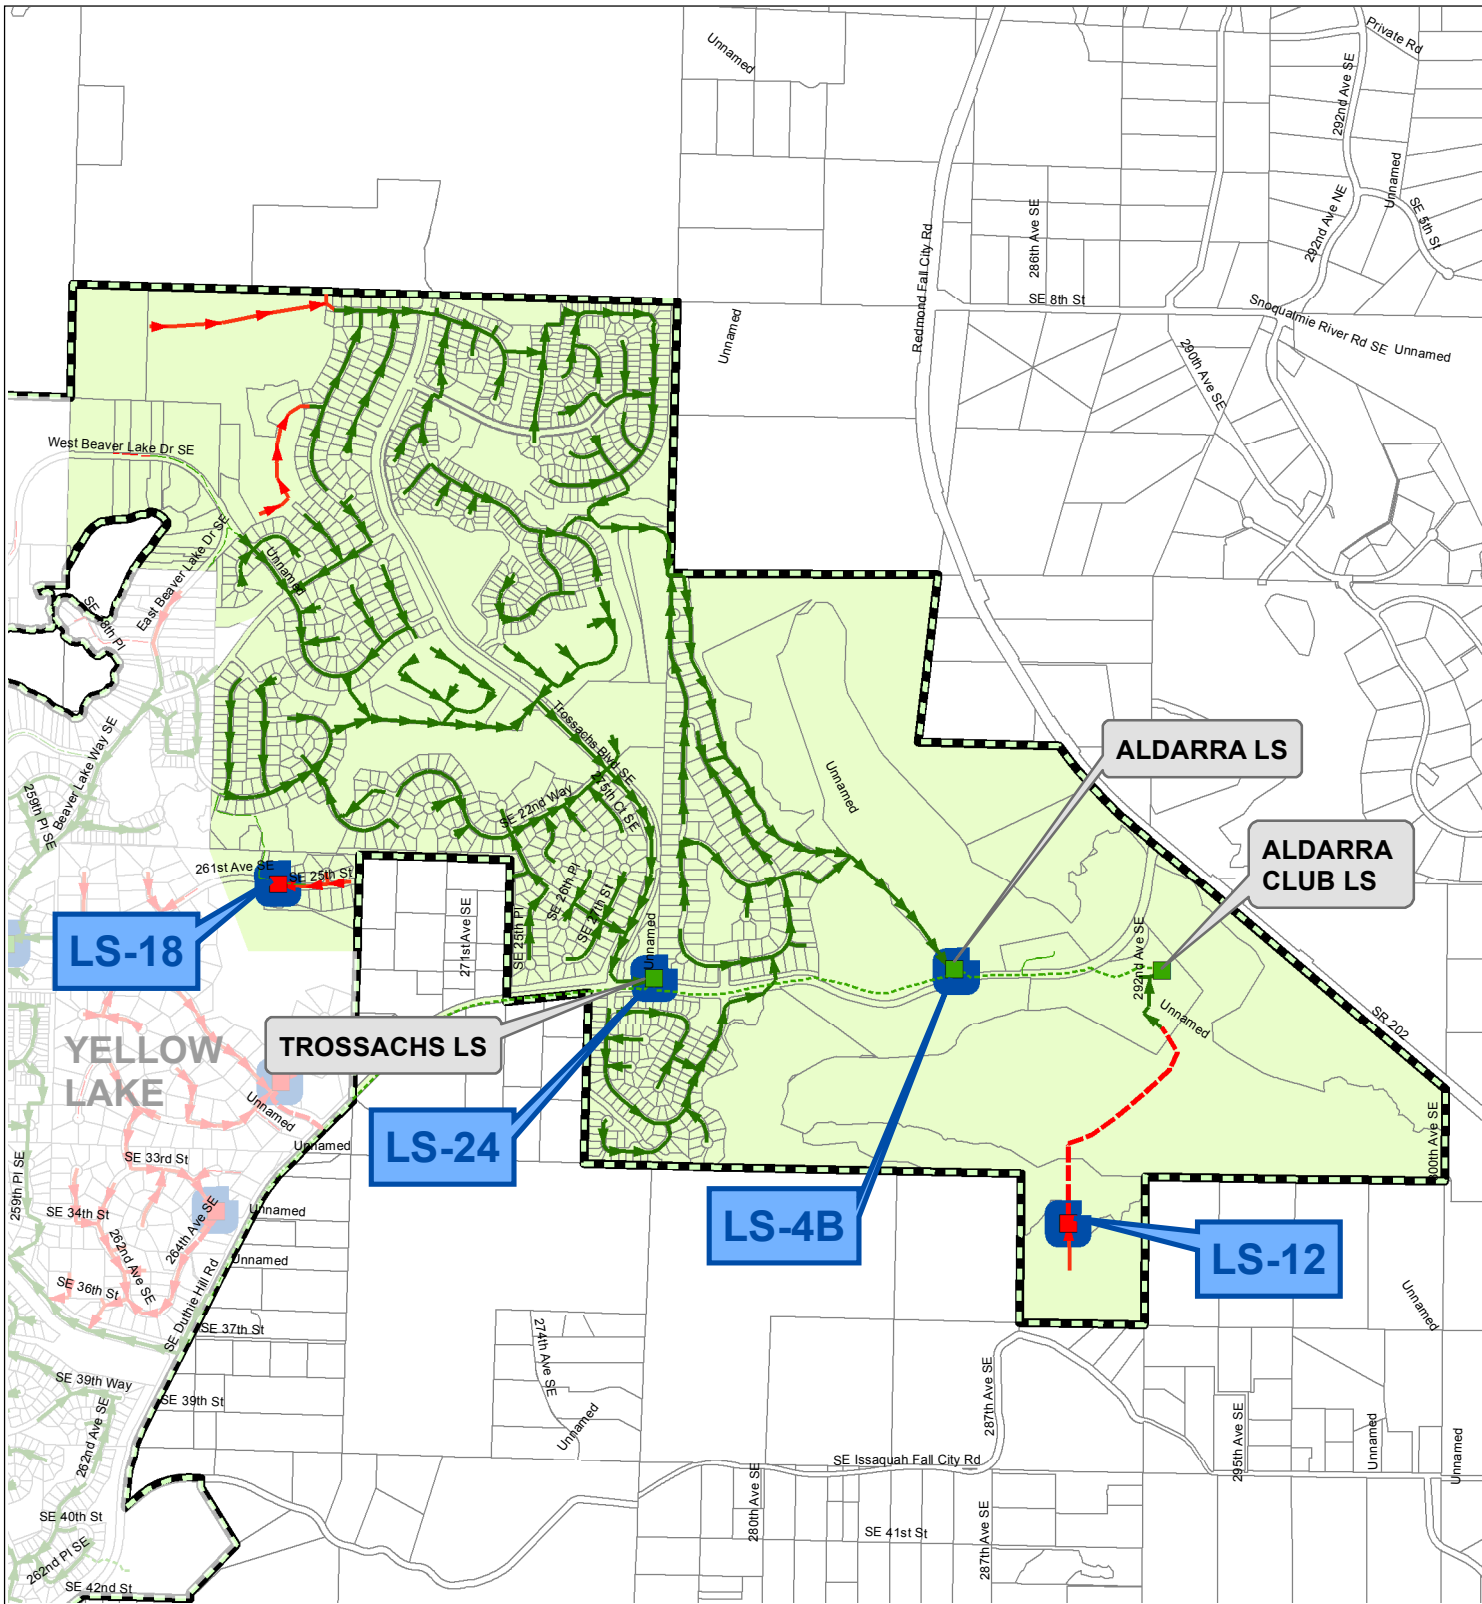 Private Rd
Unnamed
292nd Ave SE
Unnamed
SE 5th St
292nd Ave NE
286th Ave SE
Redmond Fall City Rd
SE 8th St
Snoqualmie River Rd SE
Unnamed
Unnamed
290th Ave SE
West Beaver Lake Dr SE
East Beaver Lake Dr SE
Unnamed
SE 18th Pl
Beaver Lake Way SE
259th Pl SE
Trossachs Blvd SE
275th Ct SE
SE 22nd Way
Unnamed
ALDARRA LS
ALDARRA
CLUB LS
261st Ave SE
SE 25th St
SE 26th Pl
SE 27th St
SE 25th Pl
271st Ave SE
Unnamed
LS-18
292nd Ave SE
Unnamed
SR 202
TROSSACHS LS
YELLOW
LAKE
Unnamed
Unnamed
LS-24
300th Ave SE
SE 33rd St
259th Pl SE
SE 34th St
262nd Ave SE
264th Ave SE
Unnamed
LS-4B
LS-12
Unnamed
SE 36th St
SE Duthie Hill Rd
SE 37th St
Unnamed
274th Ave SE
SE 39th Way
SE 39th St
262nd Ave SE
Unnamed
287th Ave SE
295th Ave SE
Unnamed
Unnamed
SE Issaquah Fall City Rd
280th Ave SE
SE 41st St
287th Ave SE
SE 40th St
262nd Pl SE
SE 42nd St